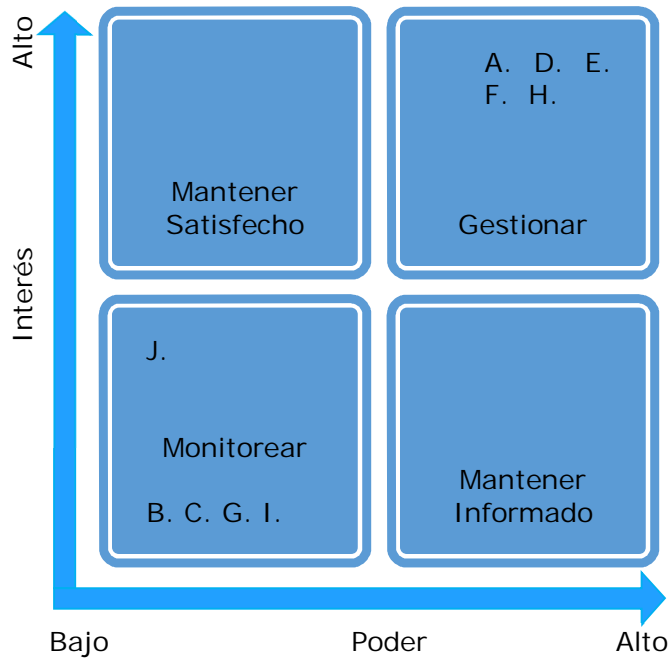 Alto
Interés
A. D. E.
F. H.
Mantener
Satisfecho
Gestionar
J.
Monitorear
B. C. G. I.
Mantener
Informado
Bajo
Poder
Alto